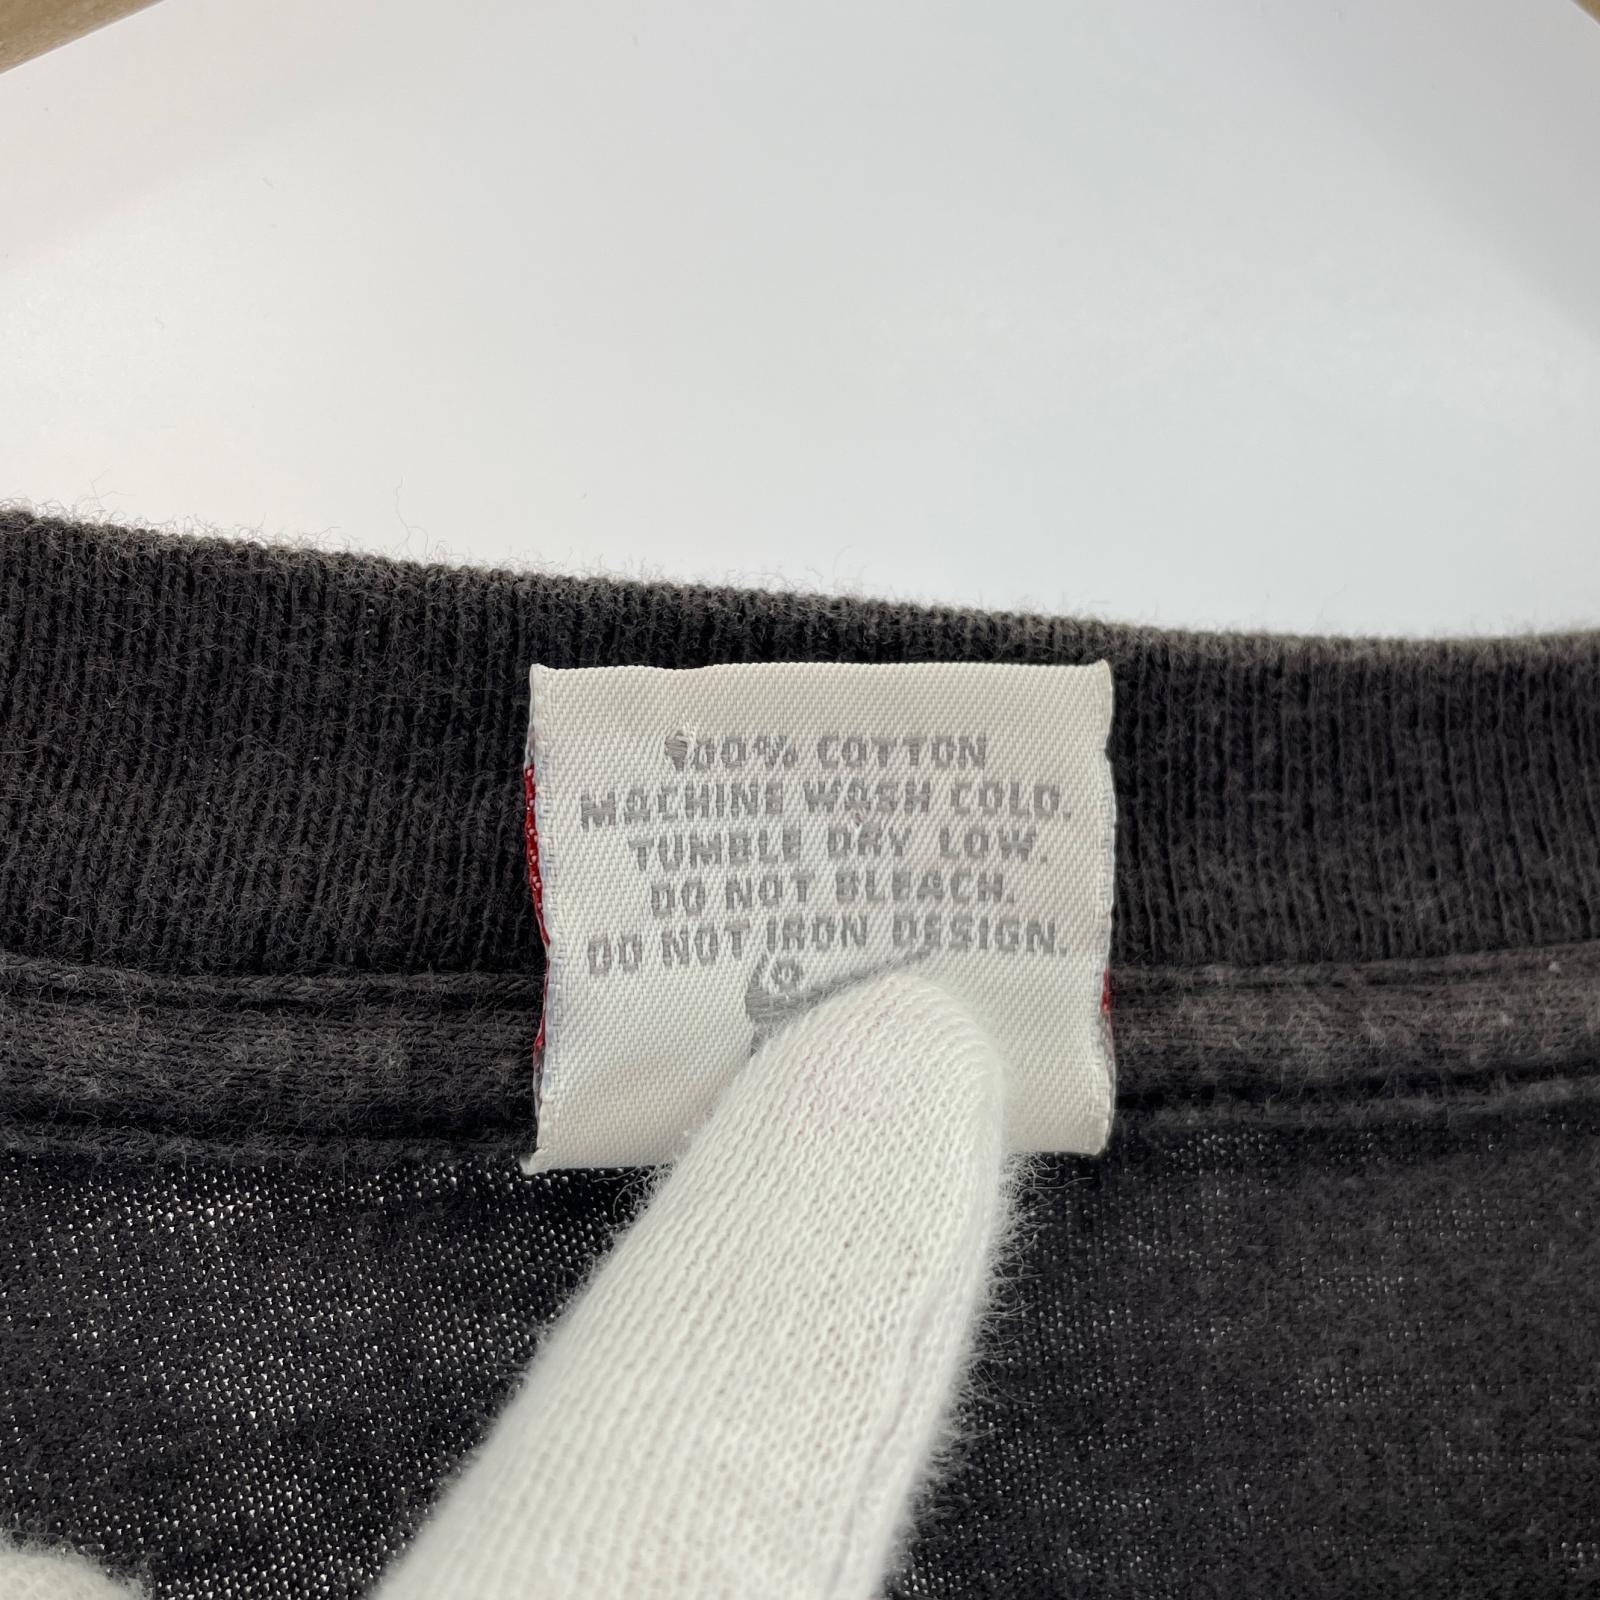 100% COTTON
MACHINE WASH COLD.
TUMBLE DRY LOW.
DO NOT BLEACH.
DO NOT IRON DESIGN.